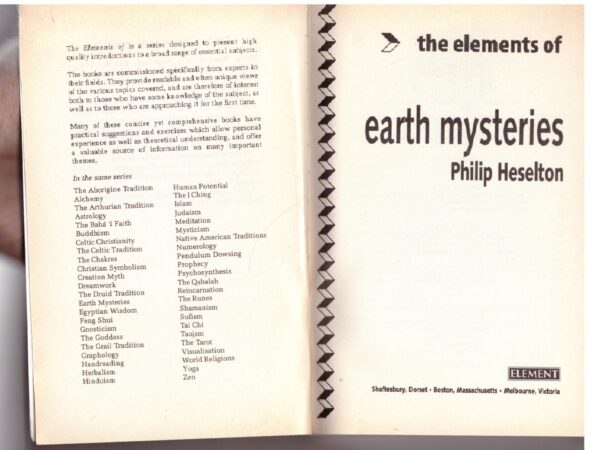 The Elements of is a series designed to present high
quality introductions to a broad range of essential subjects.
The books are commissioned specifically from experts in
their fields. They provide readable and often unique views
of the various topics covered, and are therefore of interest
both to those who have some knowledge of the subject, as
well as to those who are approaching it for the first time.
Many of these concise yet comprehensive books have
practical suggestions and exercises which allow personal
experience as well as theoretical understanding, and offer
a valuable source of information on many important
themes.
In the same series
The Aborigine Tradition
Alchemy
The Arthurian Tradition
Astrology
The Bahá 'í Faith
Buddhism
Celtic Christianity
The Celtic Tradition
The Chakras
Christian Symbolism
Creation Myth
Dreamwork
The Druid Tradition
Earth Mysteries
Egyptian Wisdom
Feng Shui
Gnosticism
The Goddess
The Grail Tradition
Graphology
Handreading
Herbalism
Hinduism
Human Potential
The I Ching
Islam
Judaism
Meditation
Mysticism
Native American Traditions
Numerology
Pendulum Dowsing
Prophecy
Psychosynthesis
The Qabalah
Reincarnation
The Runes
Shamanism
Sufism
Tai Chi
Taoism
The Tarot
Visualisation
World Religions
Yoga
Zen
the elements of
earth mysteries
Philip Heselton
ELEMENT
Shaftesbury, Dorset • Boston, Massachusetts • Melbourne, Victoria